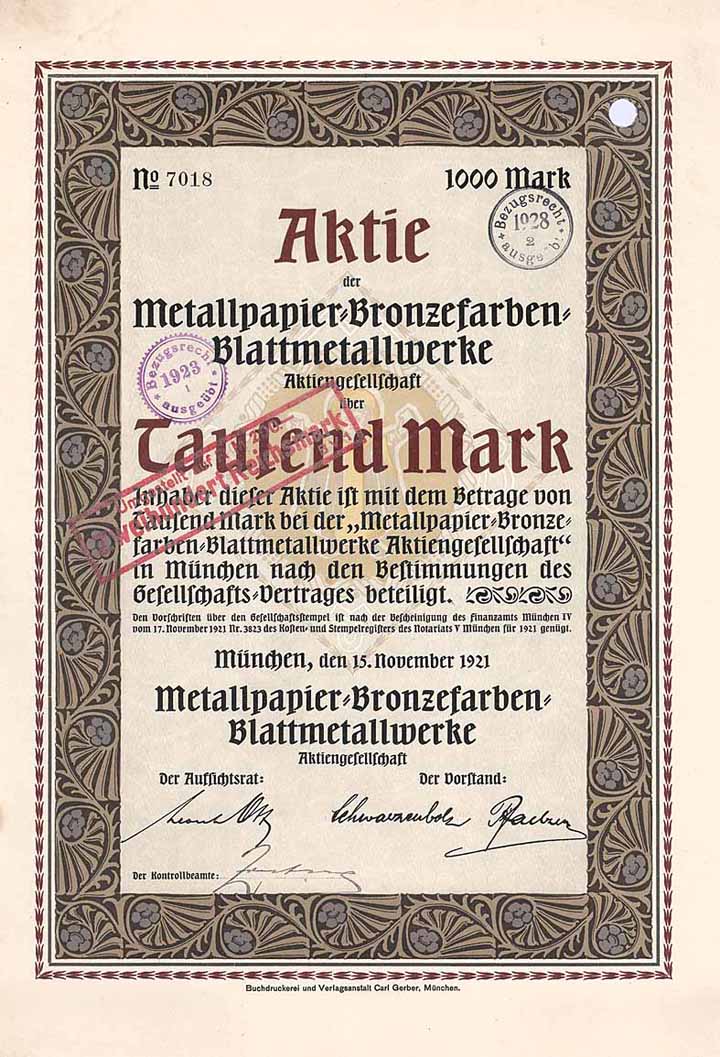 No 7018 1000 Mark
Aktie
der
Metallpapier-Bronzefarben-
Blattmetallwerke
Aktiengesellschaft
über
Tausend Mark
Inhaber dieser Aktie ist mit dem Betrage von
Tausend Mark bei der „Metallpapier-Bronze-
farben-Blattmetallwerke Aktiengesellschaft“
in München nach den Bestimmungen des
Gesellschafts-Vertrages beteiligt.
Den Vorschriften über den Gesellschaftsstempel ist nach der Bescheinigung des Finanzamts München IV
vom 17. November 1921 Nr. 3823 des Kosten- und Stempelregisters des Notariats V München für 1921 genügt.
München, den 15. November 1921
Metallpapier-Bronzefarben-
Blattmetallwerke
Aktiengesellschaft
Der Aufsichtsrat: Der Vorstand:
Schwarzenbolz
Der Kontrollbeamte:
Buchdruckerei und Verlagsanstalt Carl Gerber, München.
Bezugsrecht
1928
2
ausgeüb
Bezugsrecht
1923
1
ausgeübt
Umgestellt auf
Zweihundert Reichsmark